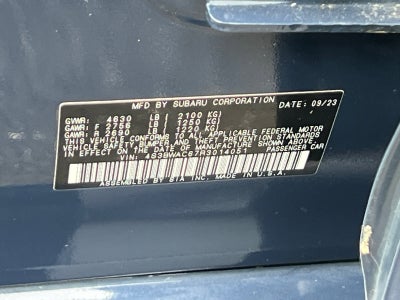 MFD BY SUBARU CORPORATION DATE: 09/23
GVWR: 4630 LB ( 2100 KG)
GAWR: F 2756 LB ( 1250 KG)
GAWR: R 2690 LB ( 1220 KG)
THIS VEHICLE CONFORMS TO ALL APPLICABLE FEDERAL MOTOR
VEHICLE SAFETY, BUMPER, AND THEFT PREVENTION STANDARDS
IN EFFECT ON THE DATE OF MANUFACTURE SHOWN ABOVE.
VIN: 4S3BWAC67R3014051 PASSENGER CAR
ASSEMBLED BY SIA INC. MADE IN U.S.A.